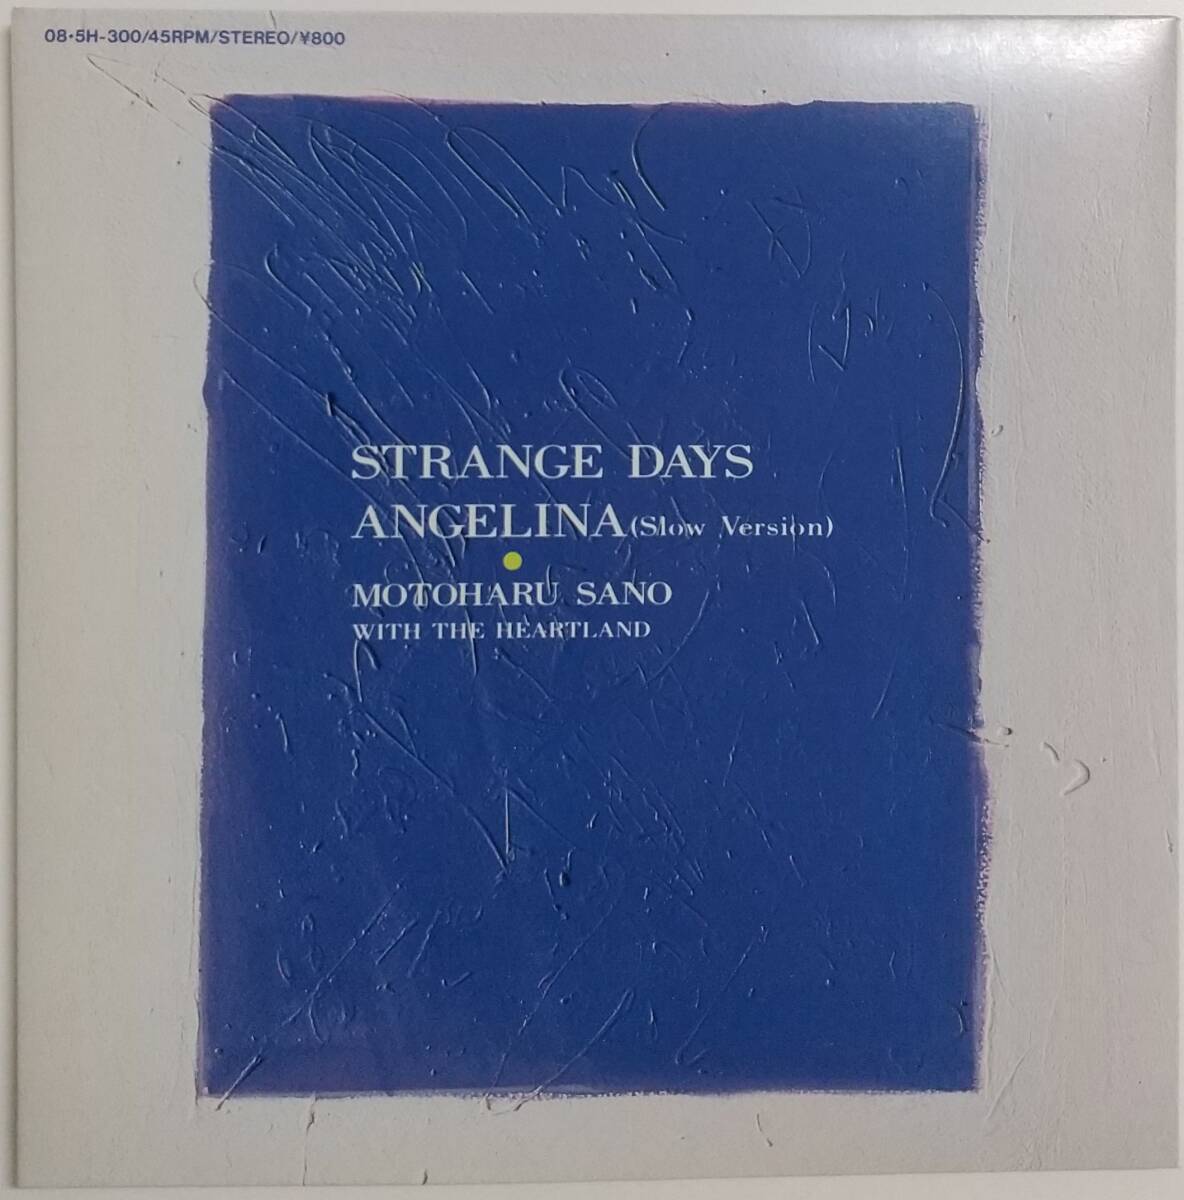 08・5H-300/45RPM/STEREO/¥800
STRANGE DAYS
ANGELINA (Slow Version)
MOTOHARU SANO
WITH THE HEARTLAND